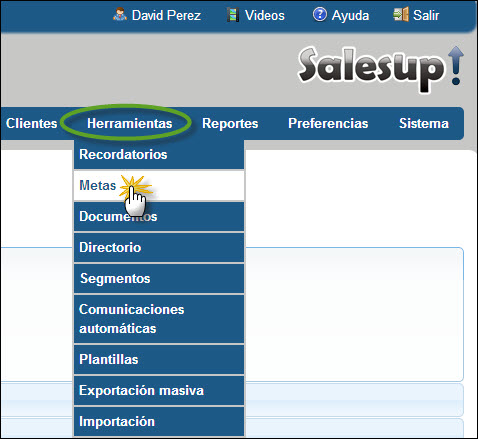 David Perez Videos Ayuda Salir
Salesup!
Clientes Herramientas Reportes Preferencias Sistema
Recordatorios
Metas
Documentos
Directorio
Segmentos
Comunicaciones
automáticas
Plantillas
Exportación masiva
Importación